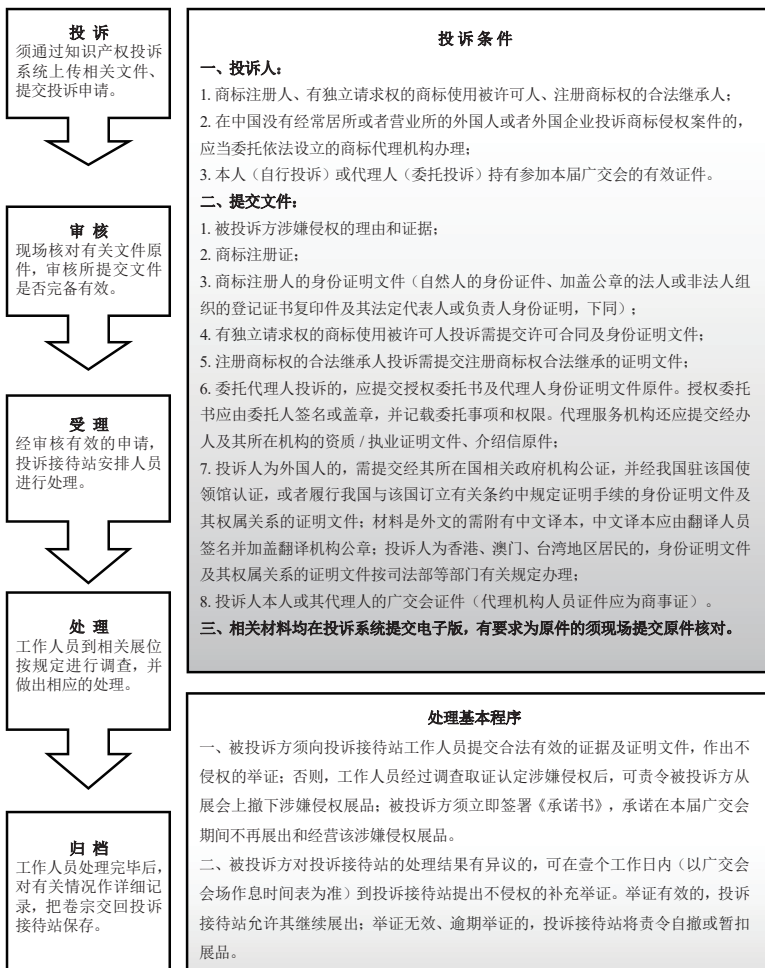 投 诉
须通过知识产权投诉
系统上传相关文件、
提交投诉申请。
审 核
现场核对有关文件原
件，审核所提交文件
是否完备有效。
受 理
经审核有效的申请，
投诉接待站安排人员
进行处理。
处 理
工作人员到相关展位
按规定进行调查，并
做出相应的处理。
归 档
工作人员处理完毕后，
对有关情况作详细记
录，把卷宗交回投诉
接待站保存。
投 诉 条 件
一、投诉人：
1. 商标注册人、有独立请求权的商标使用被许可人、注册商标权的合法继承人；
2. 在中国没有经常居所或者营业所的外国人或者外国企业投诉商标侵权案件的，
应当委托依法设立的商标代理机构办理；
3. 本人（自行投诉）或代理人（委托投诉）持有参加本届广交会的有效证件。
二、提交文件：
1. 被投诉方涉嫌侵权的理由和证据；
2. 商标注册证；
3. 商标注册人的身份证明文件（自然人的身份证件、加盖公章的法人或非法人组
织的登记证书复印件及其法定代表人或负责人身份证明，下同）；
4. 有独立请求权的商标使用被许可人投诉需提交许可合同及身份证明文件；
5. 注册商标权的合法继承人投诉需提交注册商标权合法继承的证明文件；
6. 委托代理人投诉的，应提交授权委托书及代理人身份证明文件原件。授权委托
书应由委托人签名或盖章，并记载委托事项和权限。代理服务机构还应提交经办
人及其所在机构的资质 / 执业证明文件、介绍信原件；
7. 投诉人为外国人的，需提交经其所在国相关政府机构公证，并经我国驻该国使
领馆认证，或者履行我国与该国订立有关条约中规定证明手续的身份证明文件及
其权属关系的证明文件；材料是外文的需附有中文译本，中文译本应由翻译人员
签名并加盖翻译机构公章；投诉人为香港、澳门、台湾地区居民的，身份证明文件
及其权属关系的证明文件按司法部等部门有关规定办理；
8. 投诉人本人或其代理人的广交会证件（代理机构人员证件应为商事证）。
三、相关材料均在投诉系统提交电子版，有要求为原件的须现场提交原件核对。
处理基本程序
一、被投诉方须向投诉接待站工作人员提交合法有效的证据及证明文件，作出不
侵权的举证；否则，工作人员经过调查取证认定涉嫌侵权后，可责令被投诉方从
展会上撤下涉嫌侵权展品；被投诉方须立即签署《承诺书》，承诺在本届广交会
期间不再展出和经营该涉嫌侵权展品。
二、被投诉方对投诉接待站的处理结果有异议的，可在壹个工作日内（以广交会
会场作息时间表为准）到投诉接待站提出不侵权的补充举证。举证有效的，投诉
接待站允许其继续展出；举证无效、逾期举证的，投诉接待站将责令自撤或暂扣
展品。